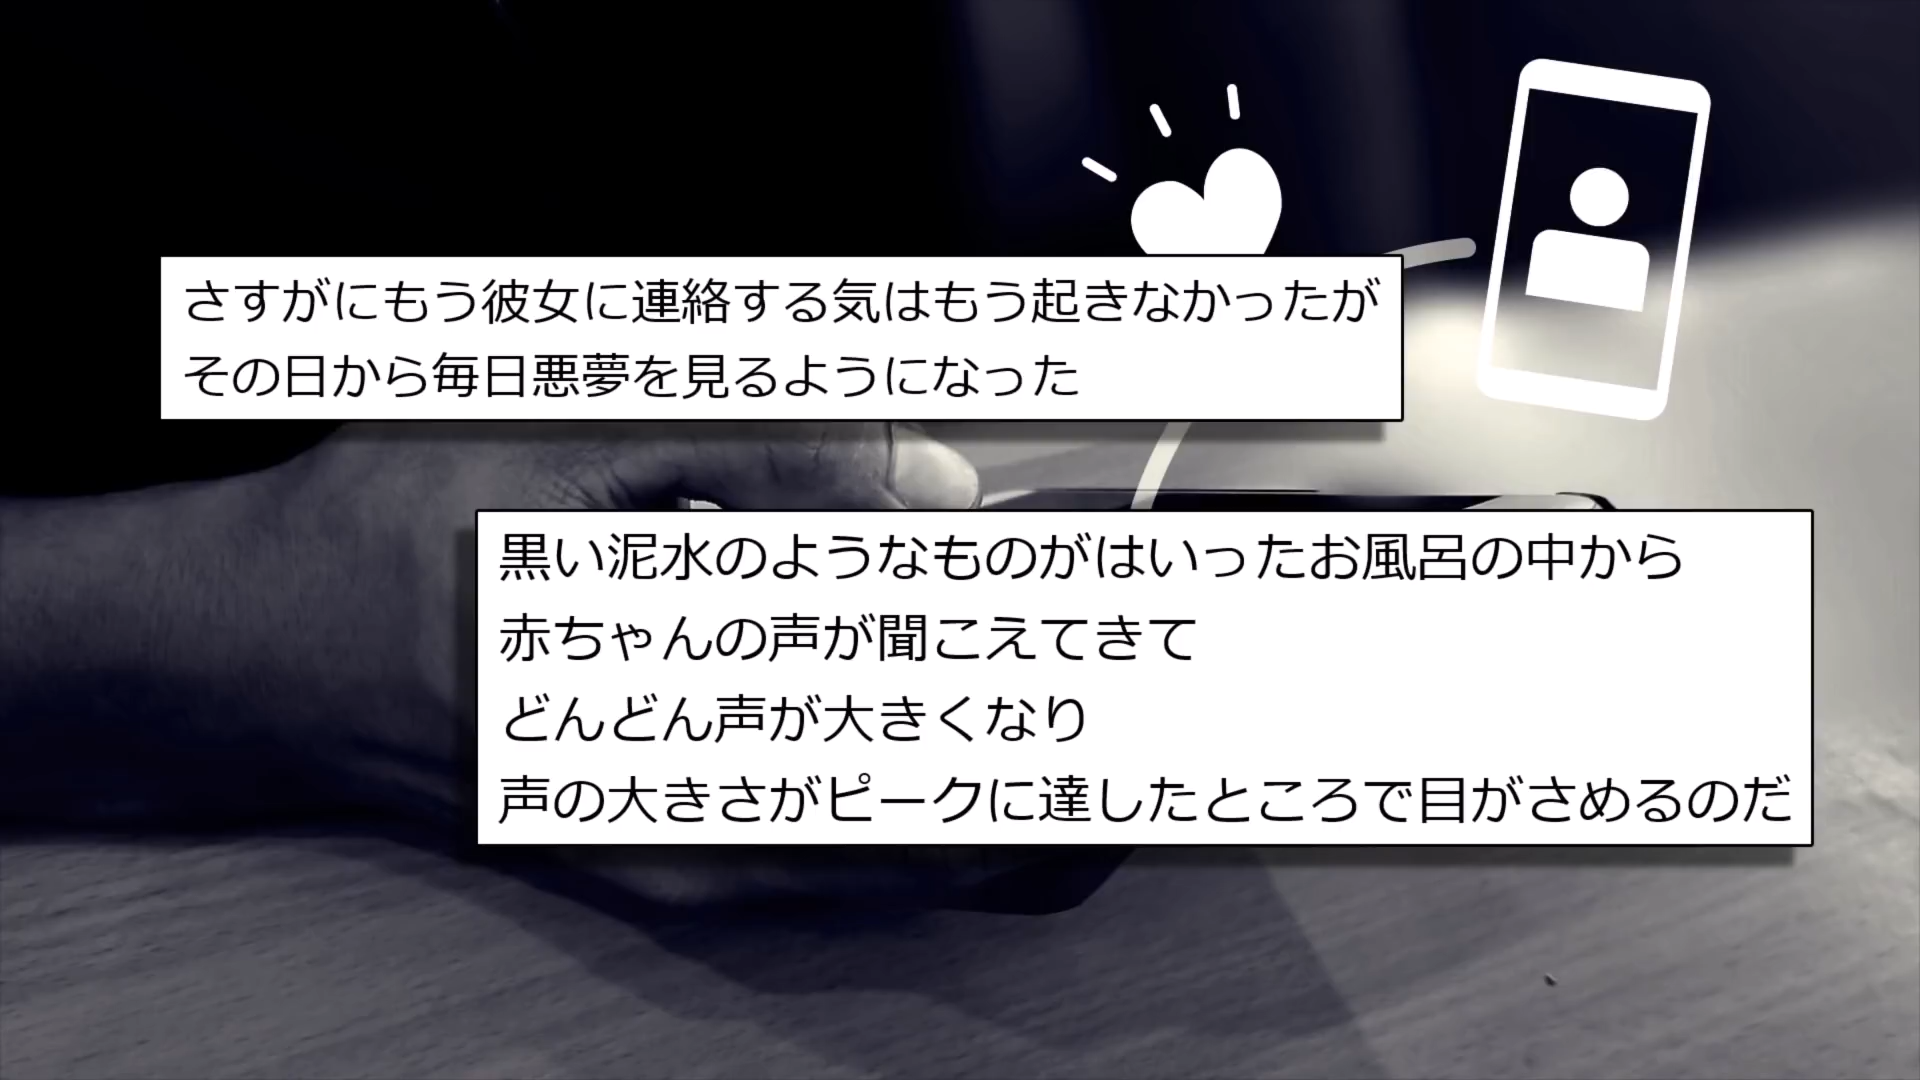 さすがにもう彼女に連絡する気はもう起きなかったが
その日から毎日悪夢を見るようになった
黒い泥水のようなものがはいったお風呂の中から
赤ちゃんの声が聞こえてきて
どんどん声が大きくなり
声の大きさがピークに達したところで目がさめるのだ